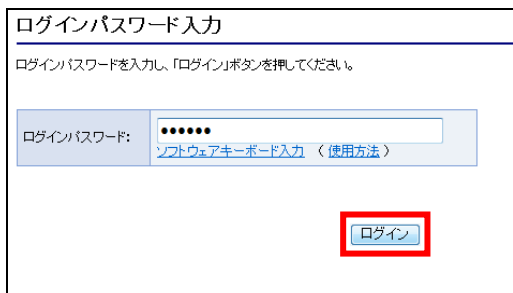 ログインパスワード入力
ログインパスワードを入力し、「ログイン」ボタンを押してください。
ログインパスワード:
●●●●●●
ソフトウェアキーボード入力 ( 使用方法 )
ログイン